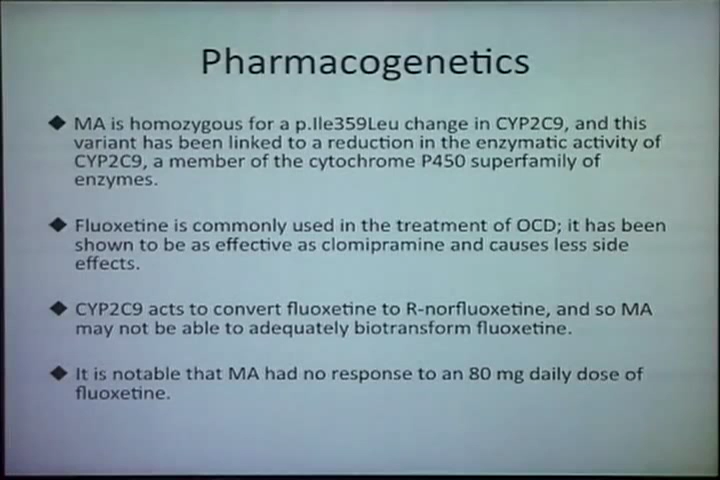 Pharmacogenetics
◆ MA is homozygous for a p.Ile359Leu change in CYP2C9, and this
variant has been linked to a reduction in the enzymatic activity of
CYP2C9, a member of the cytochrome P450 superfamily of
enzymes.
◆ Fluoxetine is commonly used in the treatment of OCD; it has been
shown to be as effective as clomipramine and causes less side
effects.
◆ CYP2C9 acts to convert fluoxetine to R-norfluoxetine, and so MA
may not be able to adequately biotransform fluoxetine.
◆ It is notable that MA had no response to an 80 mg daily dose of
fluoxetine.